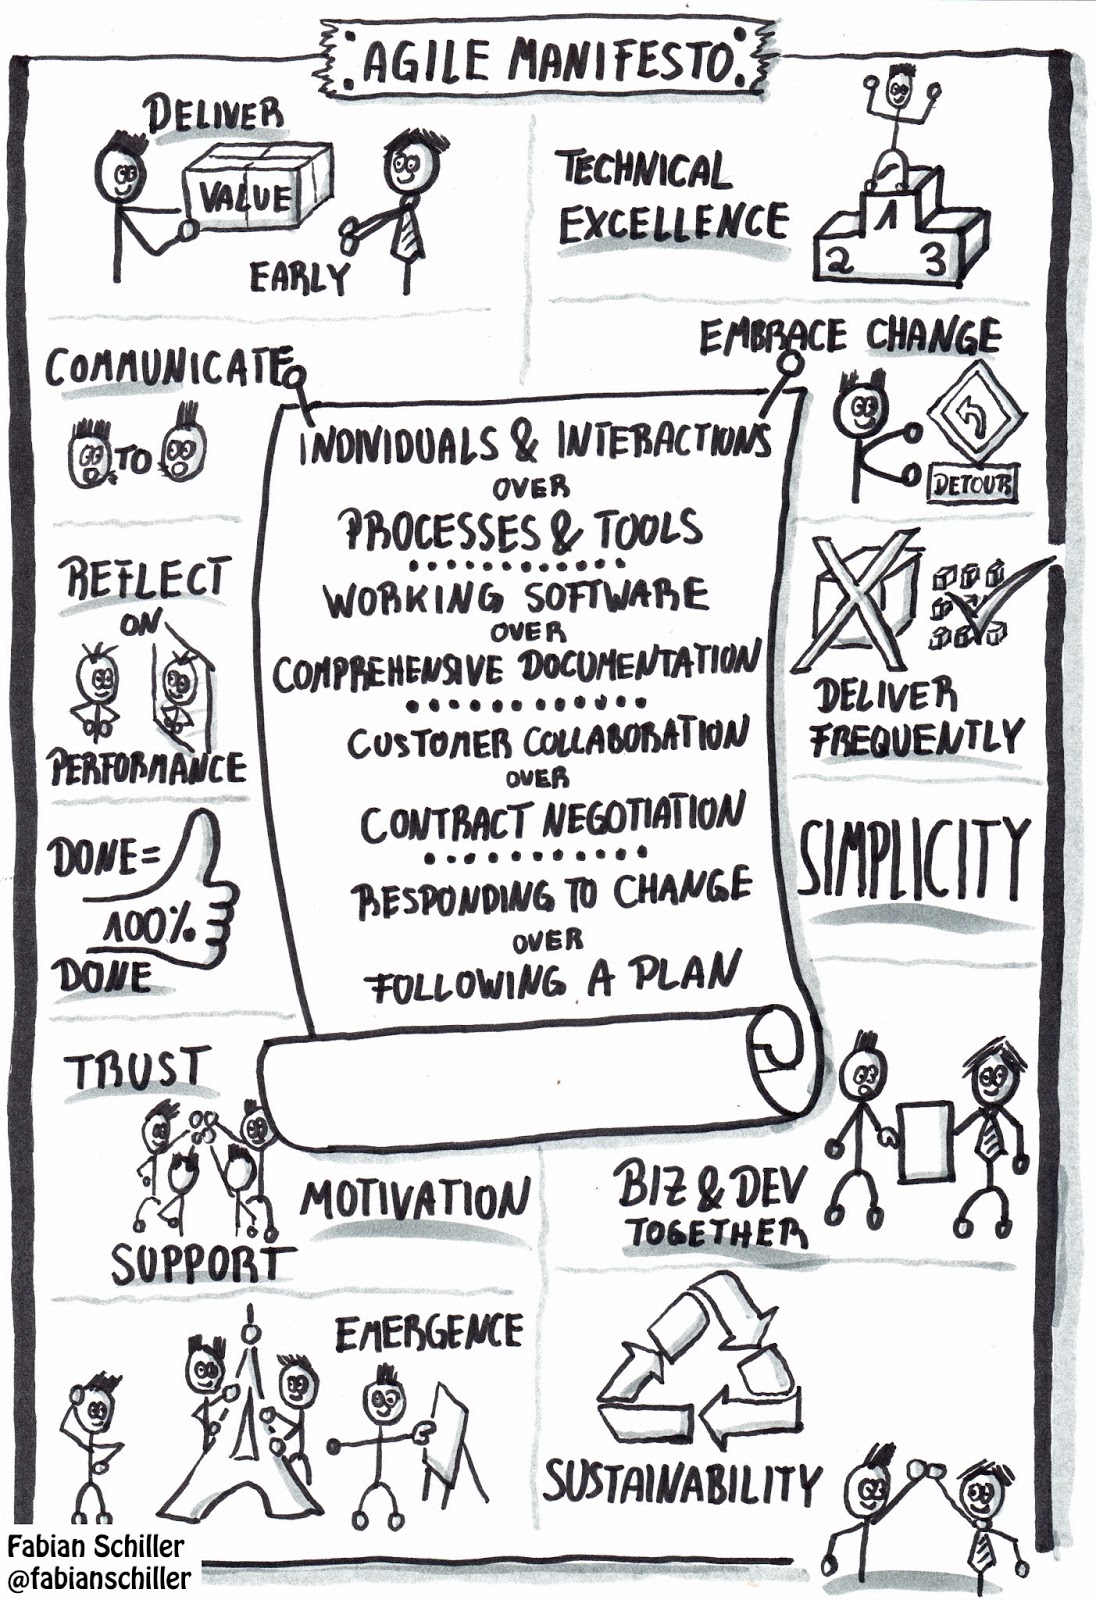 AGILE MANIFESTO
DELIVER
VALUE
EARLY
TECHNICAL
EXCELLENCE
1
2
3
COMMUNICATE
TO
EMBRACE CHANGE
DETOUR
INDIVIDUALS & INTERACTIONS
OVER
PROCESSES & TOOLS
WORKING SOFTWARE
OVER
COMPREHENSIVE DOCUMENTATION
CUSTOMER COLLABORATION
OVER
CONTRACT NEGOTIATION
RESPONDING TO CHANGE
OVER
FOLLOWING A PLAN
REFLECT
ON
PERFORMANCE
DELIVER
FREQUENTLY
DONE =
100%
DONE
SIMPLICITY
TRUST
MOTIVATION
SUPPORT
BIZ & DEV
TOGETHER
EMERGENCE
SUSTAINABILITY
Fabian Schiller
@fabianschiller